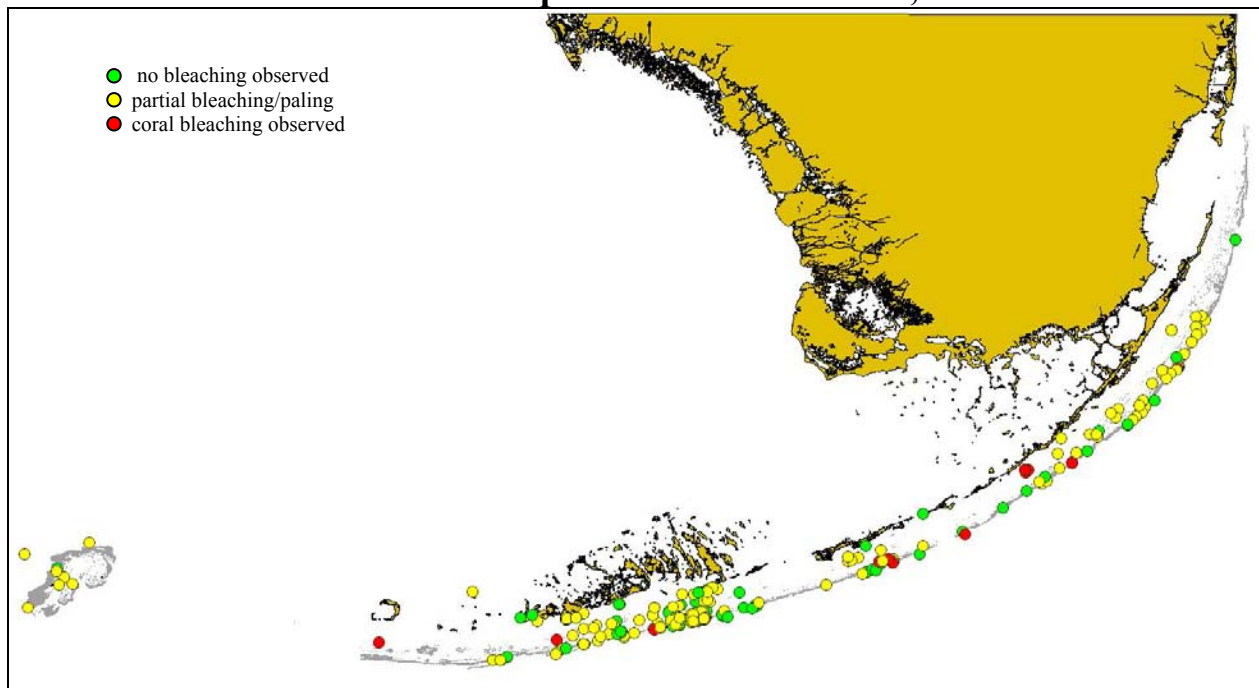 no bleaching observed
partial bleaching/paling
coral bleaching observed